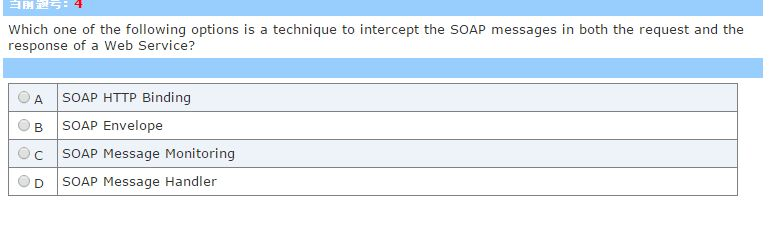 当前题号：4
Which one of the following options is a technique to intercept the SOAP messages in both the request and the
response of a Web Service?
A SOAP HTTP Binding
B SOAP Envelope
C SOAP Message Monitoring
D SOAP Message Handler